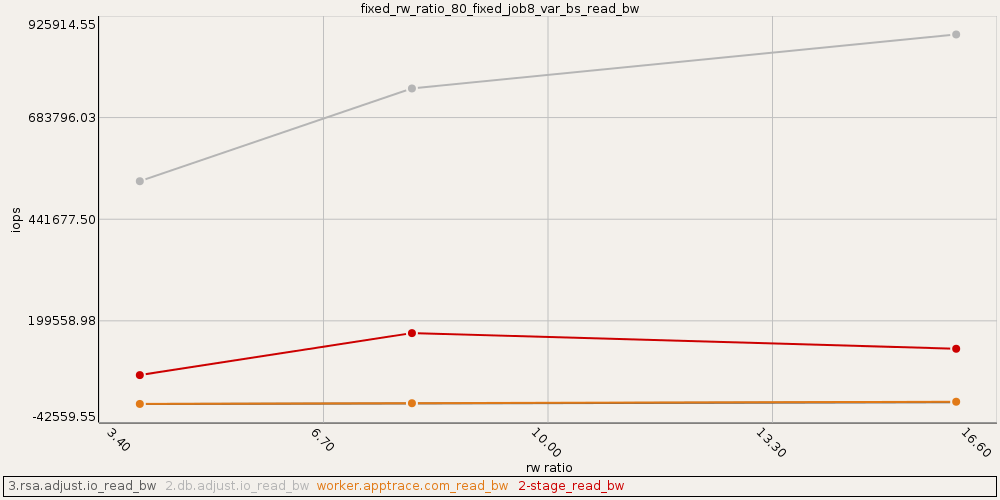 fixed_rw_ratio_80_fixed_job8_var_bs_read_bw
925914.55
683796.03
iops
441677.50
199558.98
-42559.55
3.40 6.70 10.00 13.30 16.60
rw ratio
3.rsa.adjust.io_read_bw 2.db.adjust.io_read_bw worker.apptrace.com_read_bw 2-stage_read_bw